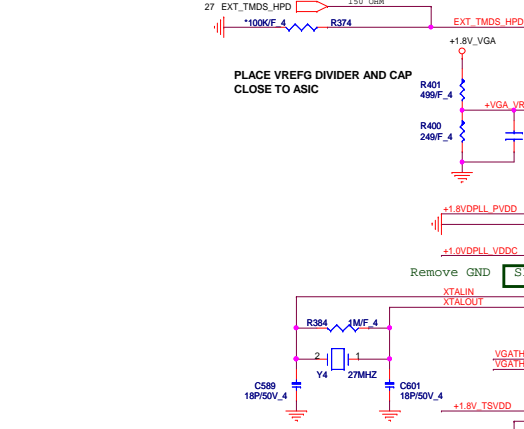 150 OHM
27 EXT_TMDS_HPD
*100K/F_4 R374 EXT_TMDS_HPD
+1.8V_VGA
PLACE VREFG DIVIDER AND CAP
CLOSE TO ASIC
R401
499/F_4
+VGA_VR
R400
249/F_4
+1.8VDPLL_PVDD
+1.0VDPLL_VDDC
Remove GND
XTALIN
XTALOUT
R384 1M/F_4
2 1
Y4 27MHZ
VGATH
VGATH
C589
18P/50V_4
C601
18P/50V_4
+1.8V_TSVDD